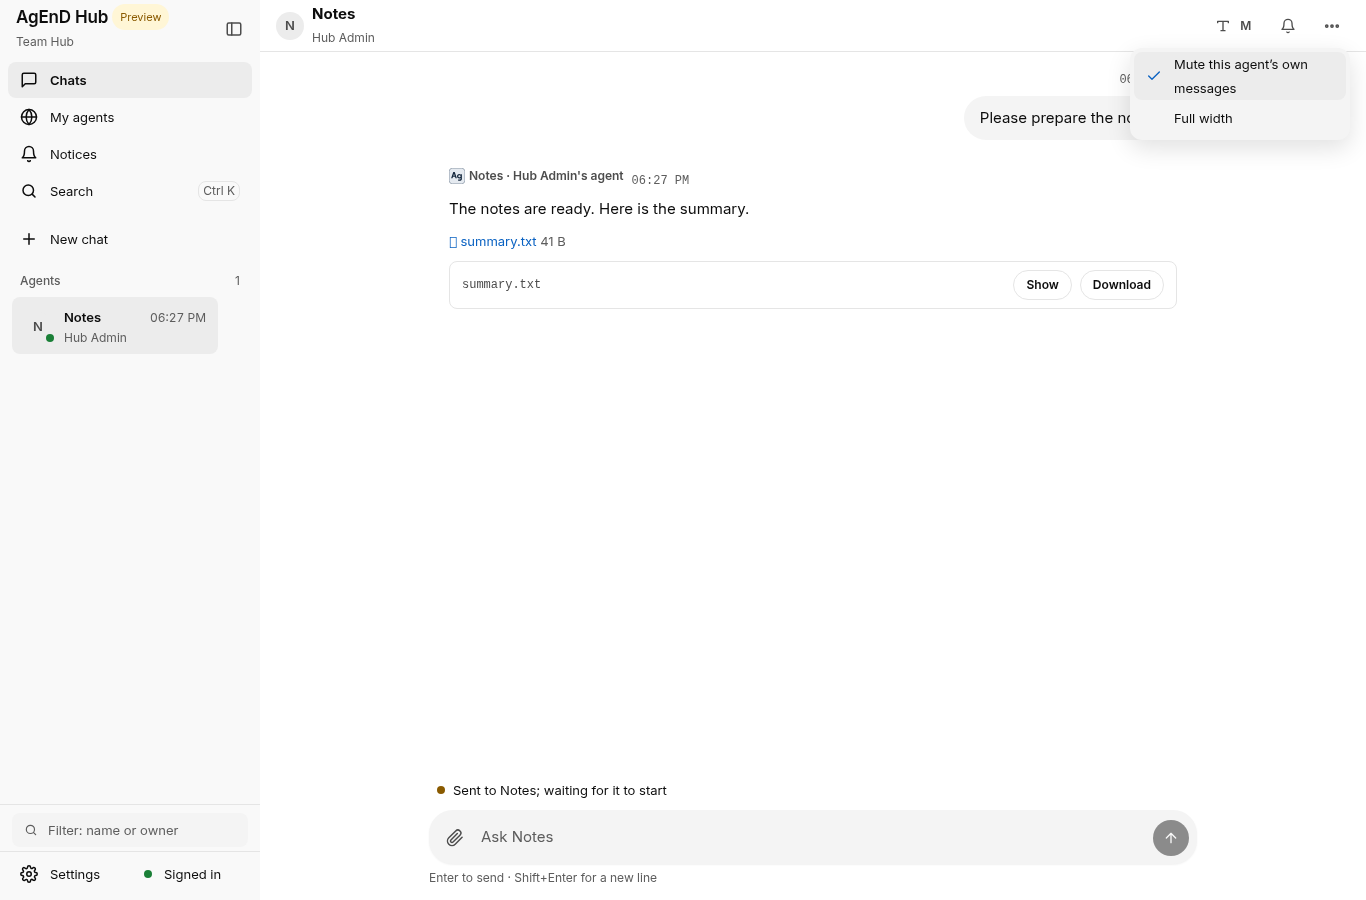 AgEnD Hub Preview
Team Hub
Chats
My agents
Notices
Search Ctrl K
New chat
Agents 1
N Notes 06:27 PM
Hub Admin
Filter: name or owner
Settings Signed in
N Notes
Hub Admin
T M •••
Mute this agent’s own
messages
Full width
06
Please prepare the
Ag Notes · Hub Admin's agent 06:27 PM
The notes are ready. Here is the summary.
summary.txt 41 B
summary.txt Show Download
Sent to Notes; waiting for it to start
Ask Notes
Enter to send · Shift+Enter for a new line